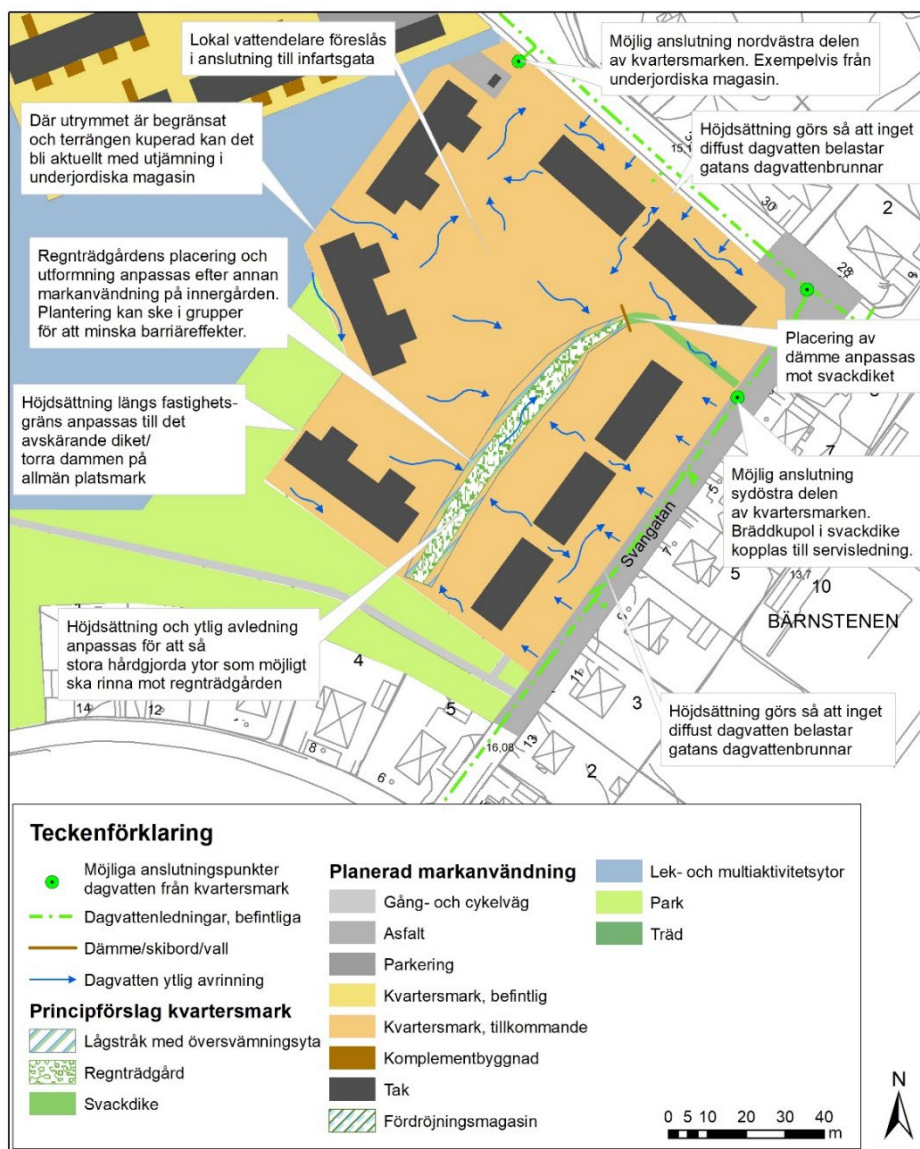 Lokal vattendelare föreslås
i anslutning till infartsgata
Möjlig anslutning nordvästra delen
av kvartersmarken. Exempelvis från
underjordiska magasin.
Där utrymmet är begränsat
och terrängen kuperad kan det
bli aktuellt med utjämning i
underjordiska magasin
Höjdsättning görs så att inget
diffust dagvatten belastar
gatans dagvattenbrunnar
Regnträdgårdens placering och
utformning anpassas efter annan
markanvändning på innergården.
Plantering kan ske i grupper
för att minska barriäreffekter.
Placering av
dämme anpassas
mot svackdiket
Höjdsättning längs fastighets-
gräns anpassas till det
avskärande diket/
torra dammen på
allmän platsmark
Möjlig anslutning
sydöstra delen
av kvartersmarken.
Bräddkupol i svackdike
kopplas till servisledning.
Höjdsättning och ytlig avledning
anpassas för att så
stora hårdgjorda ytor som möjligt
ska rinna mot regnträdgården
Höjdsättning görs så att inget
diffust dagvatten belastar
gatans dagvattenbrunnar
Svangatan
BÄRNSTENEN
30
2
28
7
5
7
5
13,7
10
3
11
13
2
16,08
4
5
14
12
8
6
Teckenförklaring
Möjliga anslutningspunkter
dagvatten från kvartersmark
Dagvattenledningar, befintliga
Dämme/skibord/vall
Dagvatten ytlig avrinning
Principförslag kvartersmark
Lågstråk med översvämningsyta
Regnträdgård
Svackdike
Planerad markanvändning
Gång- och cykelväg
Asfalt
Parkering
Kvartersmark, befintlig
Kvartersmark, tillkommande
Komplementbyggnad
Tak
Fördröjningsmagasin
Lek- och multiaktivitetsytor
Park
Träd
N
0 5 10 20 30 40
m